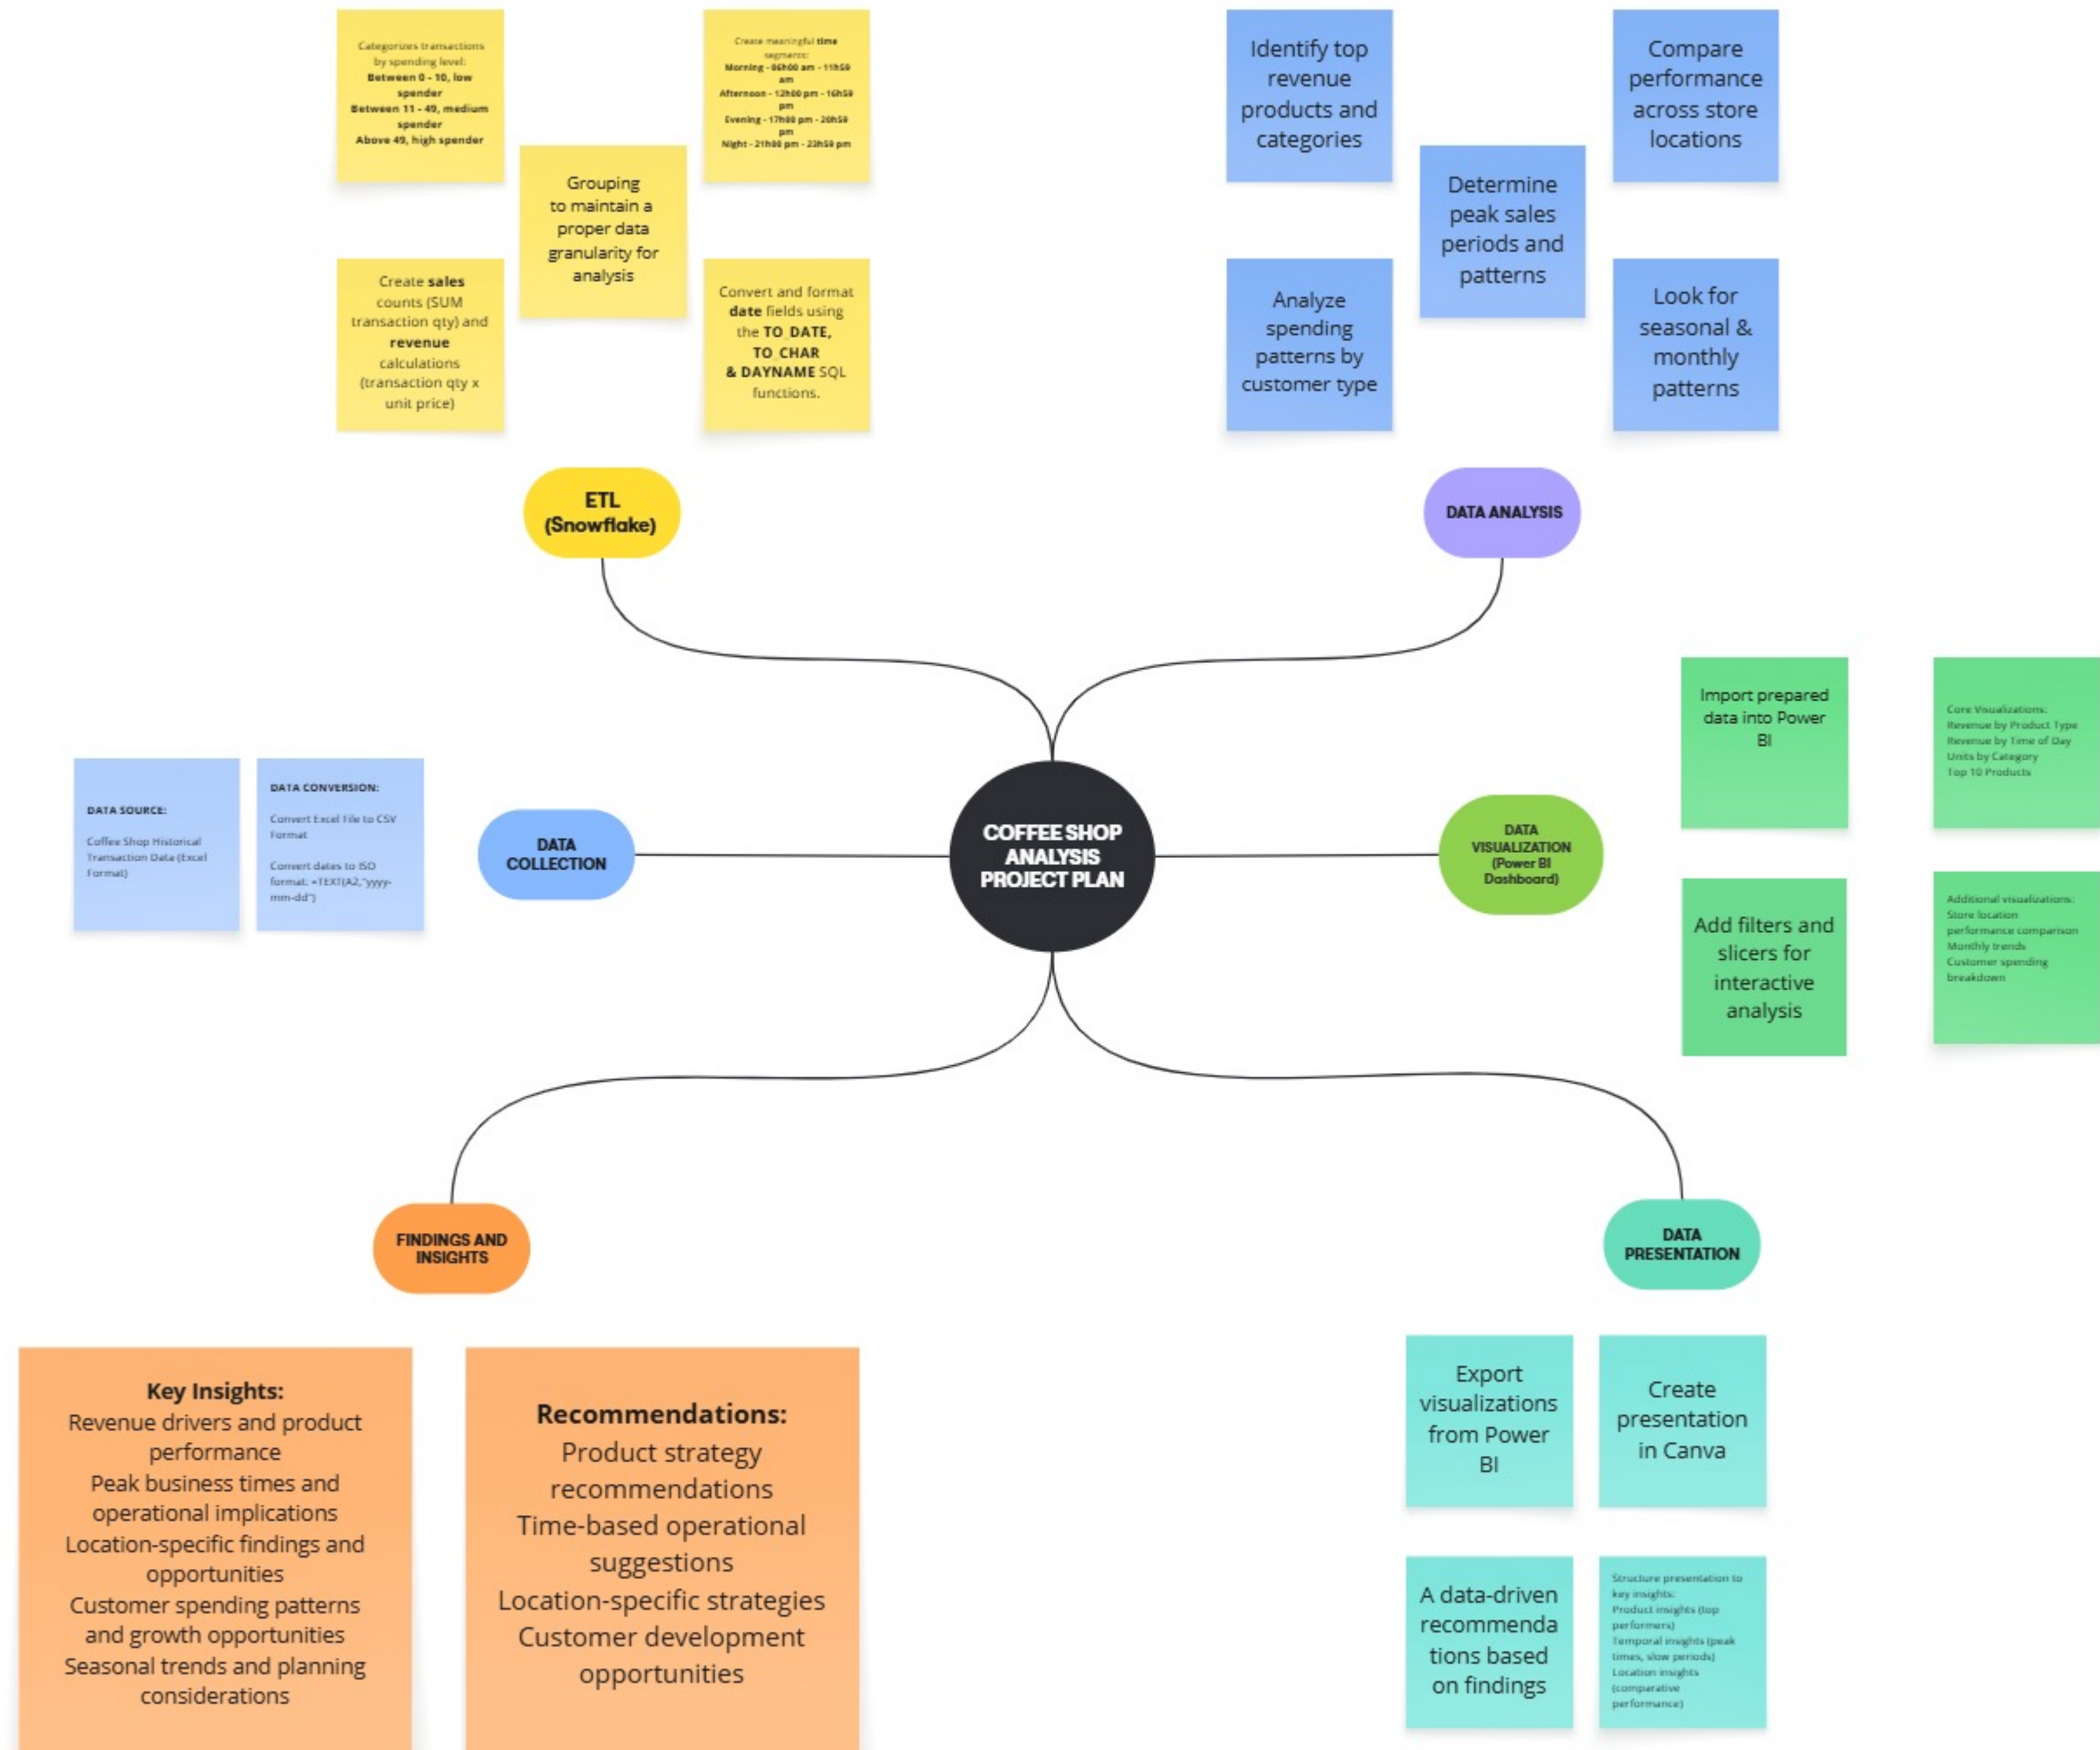 Categorizes transactions
by spending level:
Between 0 - 10, low
spender
Between 11 - 49, medium
spender
Above 49, high spender
Create meaningful time
segments:
Morning - 06h00 am - 11h59
am
Afternoon - 12h00 pm - 16h59
pm
Evening - 17h00 pm - 20h59
pm
Night - 21h00 pm - 23h59 pm
Grouping
to maintain a
proper data
granularity for
analysis
Create sales
counts (SUM
transaction qty) and
revenue
calculations
(transaction qty x
unit price)
Convert and format
date fields using
the TO_DATE,
TO_CHAR
& DAYNAME SQL
functions.
ETL
(Snowflake)
Identify top
revenue
products and
categories
Compare
performance
across store
locations
Determine
peak sales
periods and
patterns
Analyze
spending
patterns by
customer type
Look for
seasonal &
monthly
patterns
DATA ANALYSIS
DATA SOURCE:
Coffee Shop Historical
Transaction Data (Excel
Format)
DATA CONVERSION:
Convert Excel File to CSV
Format
Convert dates to ISO
format: =TEXT(A2,"yyyy-
mm-dd")
DATA
COLLECTION
COFFEE SHOP
ANALYSIS
PROJECT PLAN
DATA
VISUALIZATION
(Power BI
Dashboard)
Import prepared
data into Power
BI
Core Visualizations:
Revenue by Product Type
Revenue by Time of Day
Units by Category
Top 10 Products
Add filters and
slicers for
interactive
analysis
Additional visualizations:
Store location
performance comparison
Monthly trends
Customer spending
breakdown
FINDINGS AND
INSIGHTS
Key Insights:
Revenue drivers and product
performance
Peak business times and
operational implications
Location-specific findings and
opportunities
Customer spending patterns
and growth opportunities
Seasonal trends and planning
considerations
Recommendations:
Product strategy
recommendations
Time-based operational
suggestions
Location-specific strategies
Customer development
opportunities
DATA
PRESENTATION
Export
visualizations
from Power
BI
Create
presentation
in Canva
A data-driven
recommenda
tions based
on findings
Structure presentation to
key insights:
Product insights (top
performers)
Temporal insights (peak
times, slow periods)
Location insights
(comparative
performance)